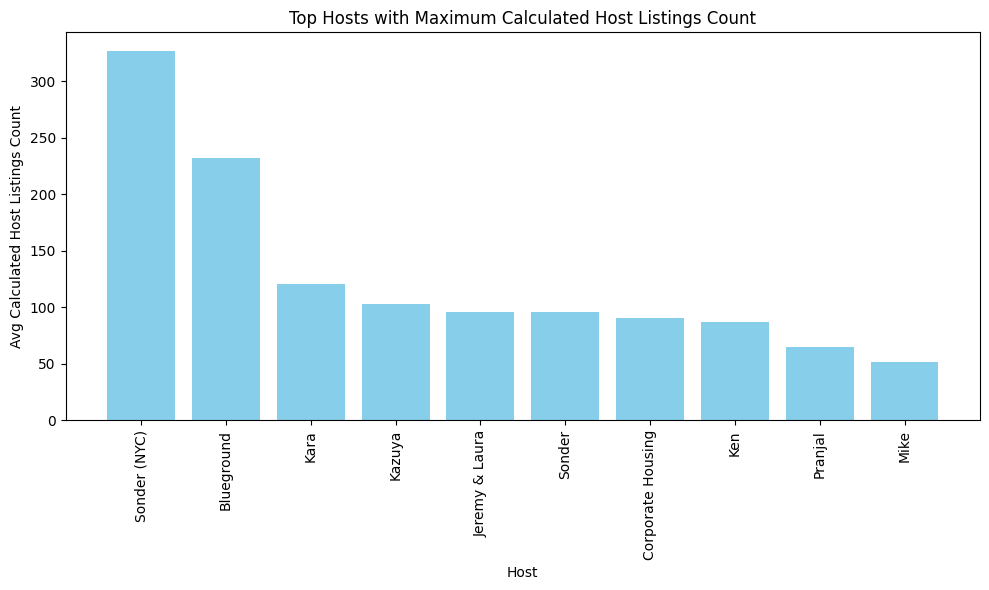 Top Hosts with Maximum Calculated Host Listings Count
Avg Calculated Host Listings Count
300
250
200
150
100
50
0
Sonder (NYC)
Blueground
Kara
Kazuya
Jeremy & Laura
Sonder
Corporate Housing
Ken
Pranjal
Mike
Host